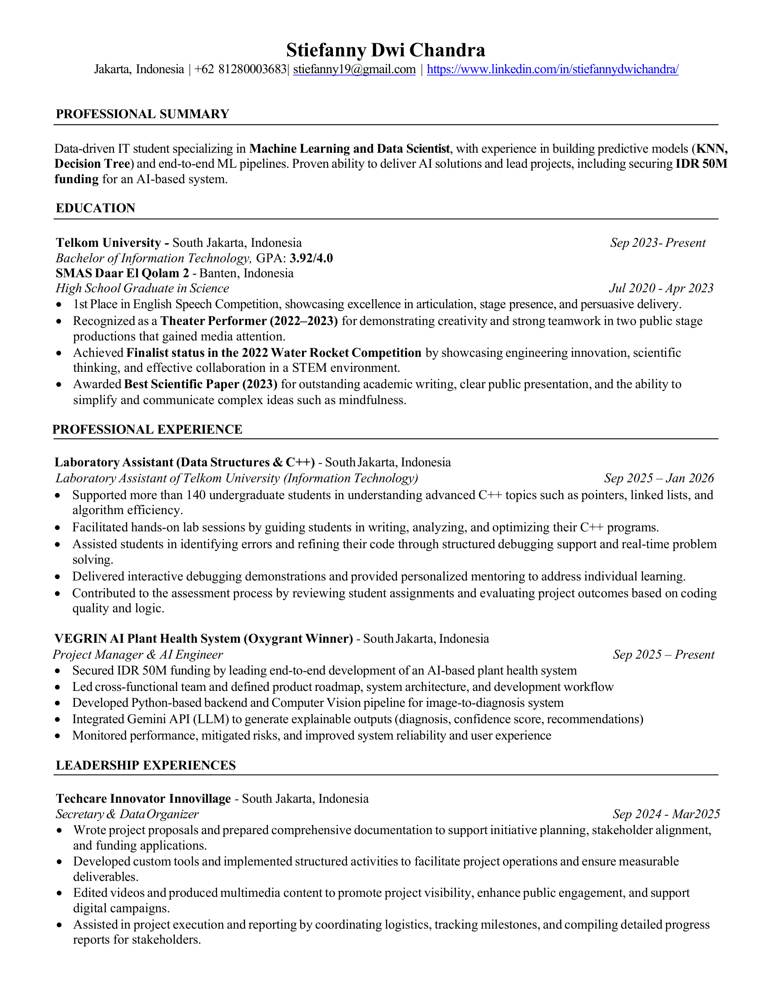 Stiefanny Dwi Chandra
Jakarta, Indonesia | +62 81280003683| stiefanny19@gmail.com | https://www.linkedin.com/in/stiefannydwichandra/
PROFESSIONAL SUMMARY
Data-driven IT student specializing in Machine Learning and Data Scientist, with experience in building predictive models (KNN,
Decision Tree) and end-to-end ML pipelines. Proven ability to deliver AI solutions and lead projects, including securing IDR 50M
funding for an AI-based system.
EDUCATION
Telkom University - South Jakarta, Indonesia Sep 2023- Present
Bachelor of Information Technology, GPA: 3.92/4.0
SMAS Daar El Qolam 2 - Banten, Indonesia
High School Graduate in Science Jul 2020 - Apr 2023
• 1st Place in English Speech Competition, showcasing excellence in articulation, stage presence, and persuasive delivery.
• Recognized as a Theater Performer (2022–2023) for demonstrating creativity and strong teamwork in two public stage
productions that gained media attention.
• Achieved Finalist status in the 2022 Water Rocket Competition by showcasing engineering innovation, scientific
thinking, and effective collaboration in a STEM environment.
• Awarded Best Scientific Paper (2023) for outstanding academic writing, clear public presentation, and the ability to
simplify and communicate complex ideas such as mindfulness.
PROFESSIONAL EXPERIENCE
Laboratory Assistant (Data Structures & C++) - South Jakarta, Indonesia
Laboratory Assistant of Telkom University (Information Technology) Sep 2025 – Jan 2026
• Supported more than 140 undergraduate students in understanding advanced C++ topics such as pointers, linked lists, and
algorithm efficiency.
• Facilitated hands-on lab sessions by guiding students in writing, analyzing, and optimizing their C++ programs.
• Assisted students in identifying errors and refining their code through structured debugging support and real-time problem
solving.
• Delivered interactive debugging demonstrations and provided personalized mentoring to address individual learning.
• Contributed to the assessment process by reviewing student assignments and evaluating project outcomes based on coding
quality and logic.
VEGRIN AI Plant Health System (Oxygrant Winner) - South Jakarta, Indonesia
Project Manager & AI Engineer Sep 2025 – Present
• Secured IDR 50M funding by leading end-to-end development of an AI-based plant health system
• Led cross-functional team and defined product roadmap, system architecture, and development workflow
• Developed Python-based backend and Computer Vision pipeline for image-to-diagnosis system
• Integrated Gemini API (LLM) to generate explainable outputs (diagnosis, confidence score, recommendations)
• Monitored performance, mitigated risks, and improved system reliability and user experience
LEADERSHIP EXPERIENCES
Techcare Innovator Innovillage - South Jakarta, Indonesia
Secretary & Data Organizer Sep 2024 - Mar2025
• Wrote project proposals and prepared comprehensive documentation to support initiative planning, stakeholder alignment,
and funding applications.
• Developed custom tools and implemented structured activities to facilitate project operations and ensure measurable
deliverables.
• Edited videos and produced multimedia content to promote project visibility, enhance public engagement, and support
digital campaigns.
• Assisted in project execution and reporting by coordinating logistics, tracking milestones, and compiling detailed progress
reports for stakeholders.